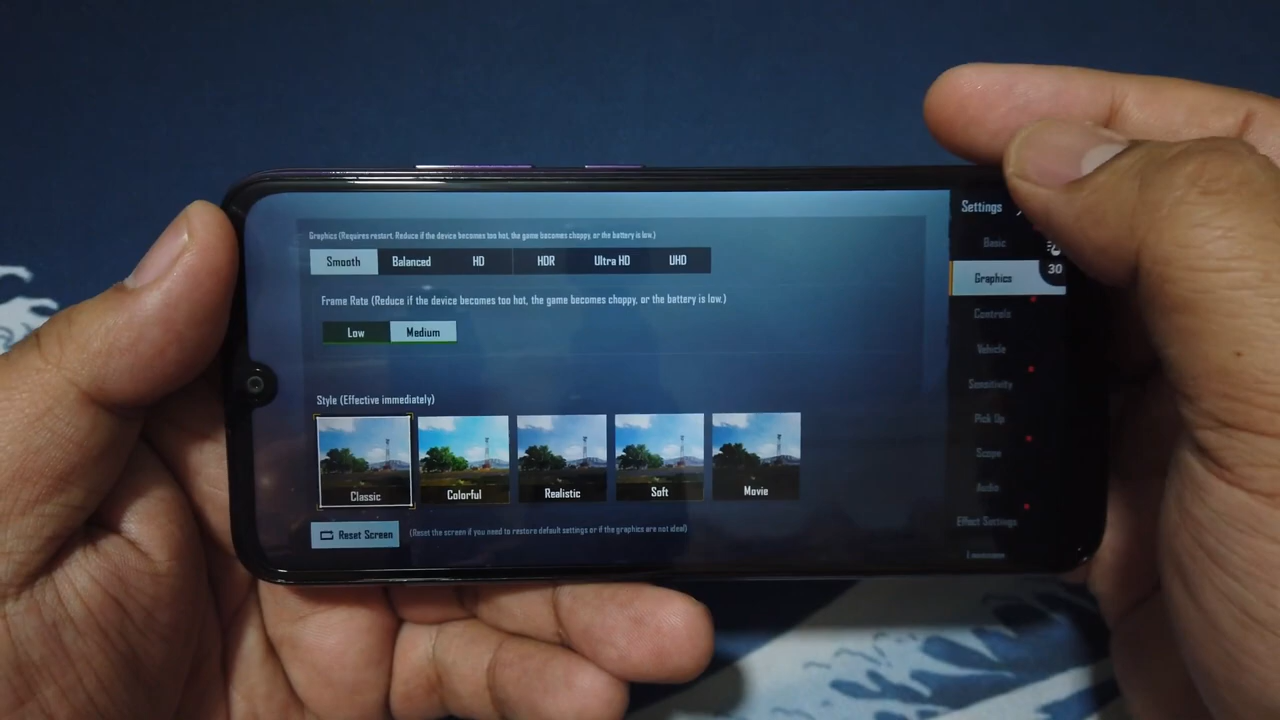 Graphics (Requires restart. Reduce if the device becomes too hot, the game becomes choppy, or the battery is low.)
Smooth Balanced HD HDR Ultra HD UHD
Frame Rate (Reduce if the device becomes too hot, the game becomes choppy, or the battery is low.)
Low Medium
Style (Effective immediately)
Classic Colorful Realistic Soft Movie
Reset Screen (Reset the screen if you need to restore default settings or if the graphics are not ideal)
Settings
Basic
30
Graphics
Controls
Vehicle
Sensitivity
Pick Up
Scope
Audio
Effect Settings